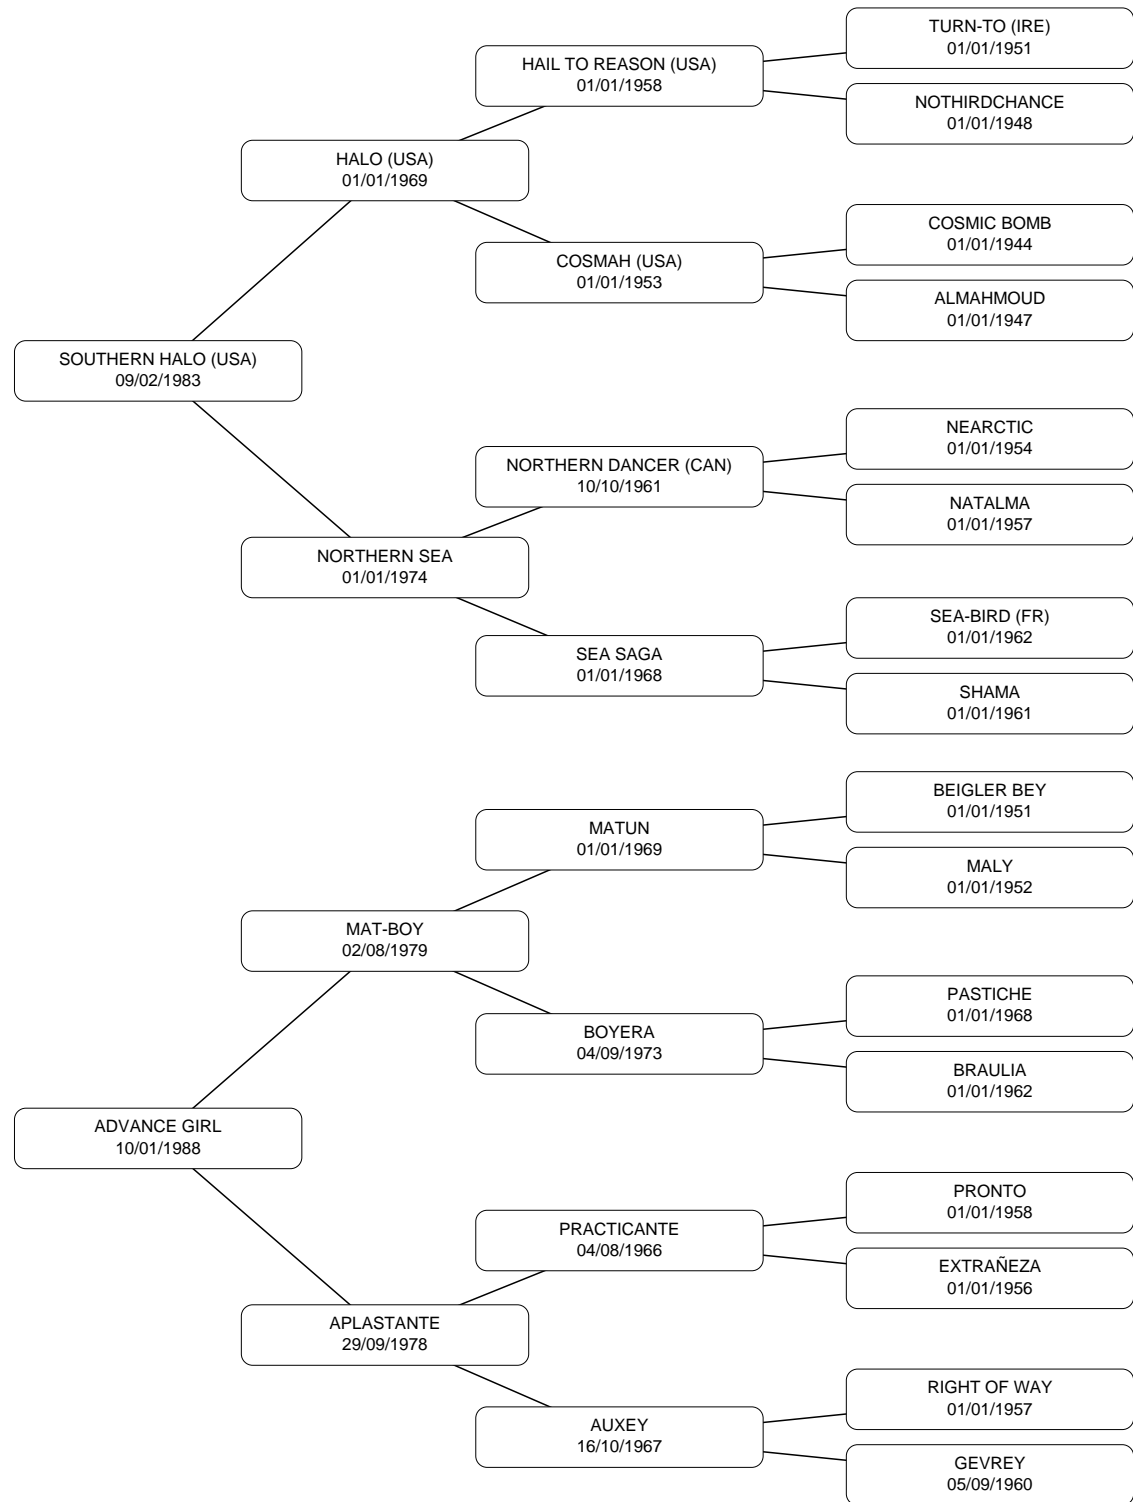 TURN-TO (IRE)
01/01/1951
HAIL TO REASON (USA)
01/01/1958
NOTHIRDCHANCE
01/01/1948
HALO (USA)
01/01/1969
COSMIC BOMB
01/01/1944
COSMAH (USA)
01/01/1953
ALMAHMOUD
01/01/1947
SOUTHERN HALO (USA)
09/02/1983
NEARCTIC
01/01/1954
NORTHERN DANCER (CAN)
10/10/1961
NATALMA
01/01/1957
NORTHERN SEA
01/01/1974
SEA-BIRD (FR)
01/01/1962
SEA SAGA
01/01/1968
SHAMA
01/01/1961
BEIGLER BEY
01/01/1951
MATUN
01/01/1969
MALY
01/01/1952
MAT-BOY
02/08/1979
PASTICHE
01/01/1968
BOYERA
04/09/1973
BRAULIA
01/01/1962
ADVANCE GIRL
10/01/1988
PRONTO
01/01/1958
PRACTICANTE
04/08/1966
EXTRAÑEZA
01/01/1956
APLASTANTE
29/09/1978
RIGHT OF WAY
01/01/1957
AUXEY
16/10/1967
GEVREY
05/09/1960